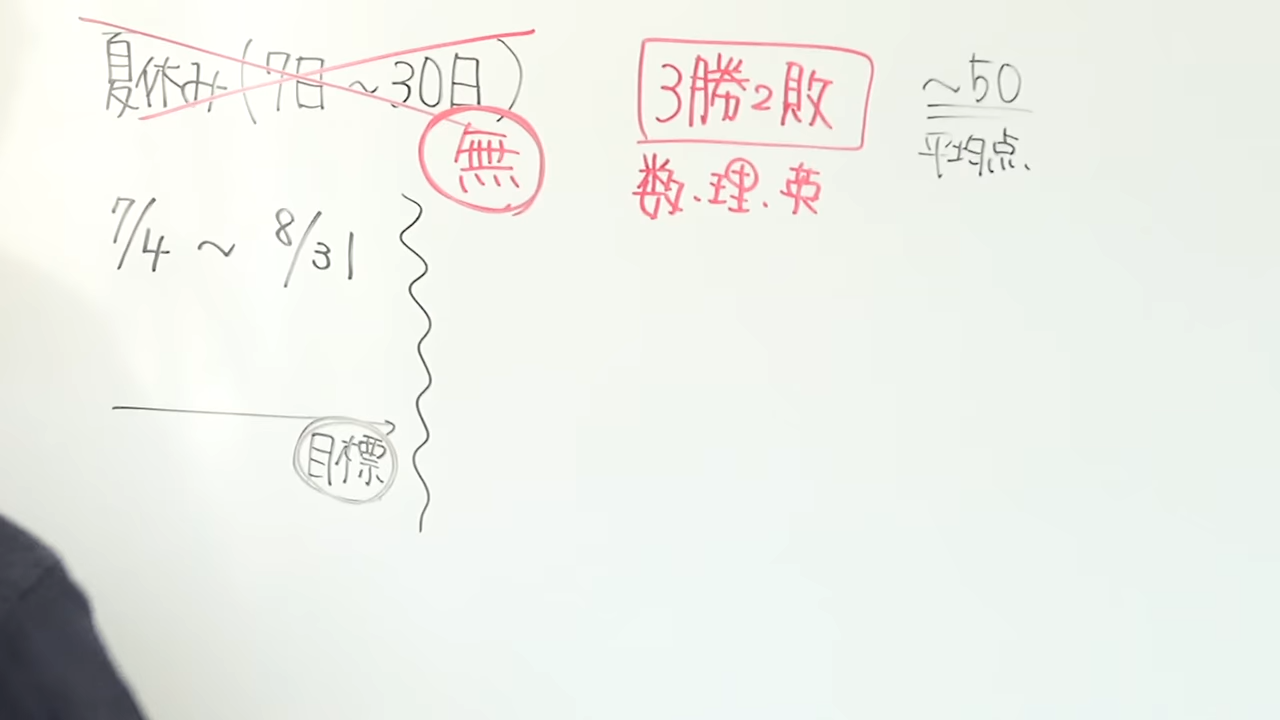 夏休み(7日~30日)
無
7/4 ~ 8/31
目標
3勝2敗
数.理.英
~50
平均点.